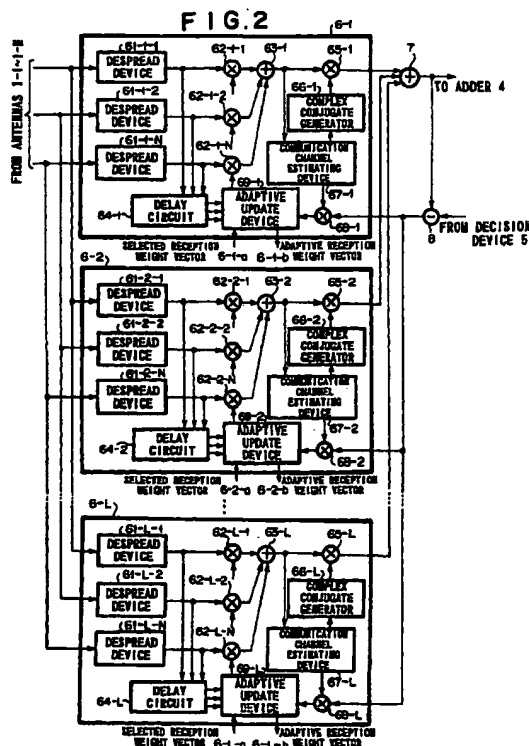 FIG.2
FROM ANTENNAS 1-1~1-N
61-1-1
DESPREAD DEVICE
61-1-2
DESPREAD DEVICE
61-1-N
DESPREAD DEVICE
62-1-1
62-1-2
62-1-N
63-1
65-1
6-1
7
TO ADDER 4
66-1
COMPLEX CONJUGATE GENERATOR
COMMUNICATION CHANNEL ESTIMATING DEVICE
67-1
68-1
69-1
64-1
DELAY CIRCUIT
ADAPTIVE UPDATE DEVICE
8
FROM DECISION DEVICE 5
SELECTED RECEPTION WEIGHT VECTOR
6-1-a
6-1-b
ADAPTIVE RECEPTION WEIGHT VECTOR
6-2
61-2-1
DESPREAD DEVICE
61-2-2
DESPREAD DEVICE
61-2-N
DESPREAD DEVICE
62-2-1
62-2-2
62-2-N
63-2
65-2
66-2
COMPLEX CONJUGATE GENERATOR
COMMUNICATION CHANNEL ESTIMATING DEVICE
67-2
68-2
69-2
64-2
DELAY CIRCUIT
ADAPTIVE UPDATE DEVICE
SELECTED RECEPTION WEIGHT VECTOR
6-2-a
6-2-b
ADAPTIVE RECEPTION WEIGHT VECTOR
6-L
61-L-1
DESPREAD DEVICE
61-L-2
DESPREAD DEVICE
61-L-N
DESPREAD DEVICE
62-L-1
62-L-2
62-L-N
63-L
65-L
66-L
COMPLEX CONJUGATE GENERATOR
COMMUNICATION CHANNEL ESTIMATING DEVICE
67-L
68-L
69-L
64-L
DELAY CIRCUIT
ADAPTIVE UPDATE DEVICE
SELECTED RECEPTION WEIGHT VECTOR
6-L-a
6-L-b
ADAPTIVE RECEPTION WEIGHT VECTOR